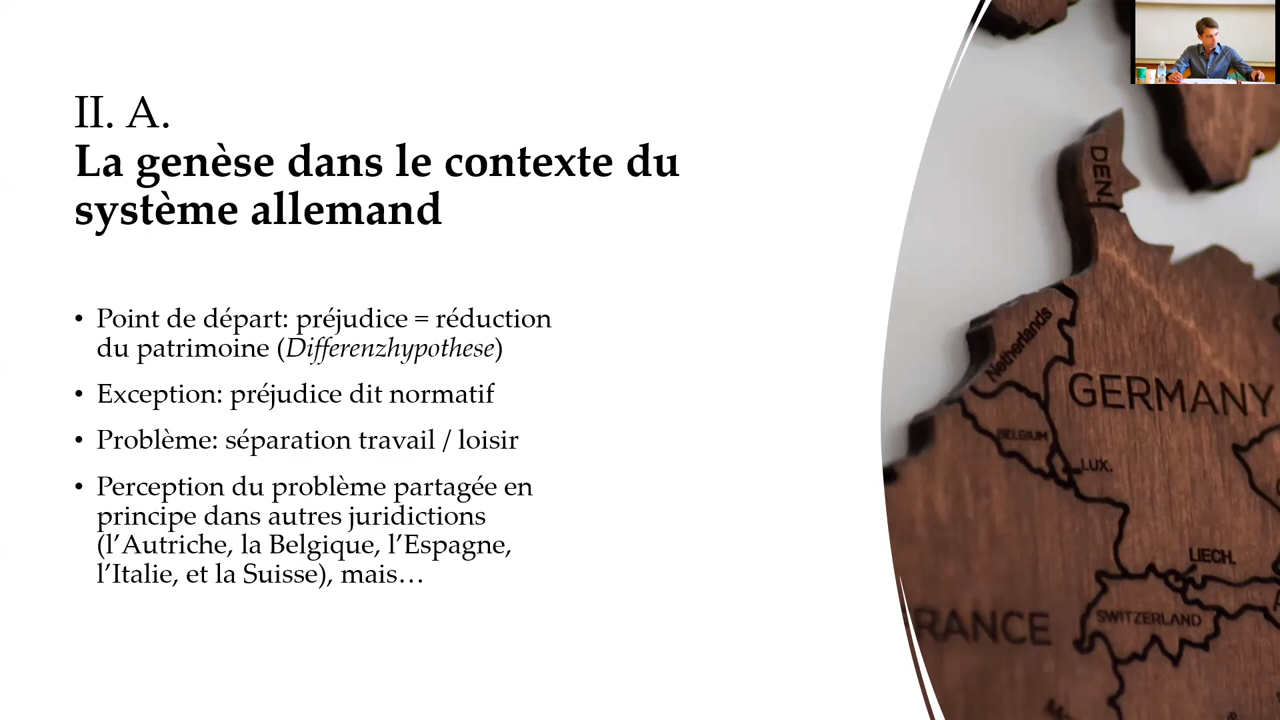 II. A.
La genèse dans le contexte du
système allemand
• Point de départ: préjudice = réduction
du patrimoine (Differenzhypothese)
• Exception: préjudice dit normatif
• Problème: séparation travail / loisir
• Perception du problème partagée en
principe dans autres juridictions
(l’Autriche, la Belgique, l’Espagne,
l’Italie, et la Suisse), mais…
DEN.
Netherlands
GERMANY
BELGIUM
LUX.
LIECH.
RANCE
SWITZERLAND